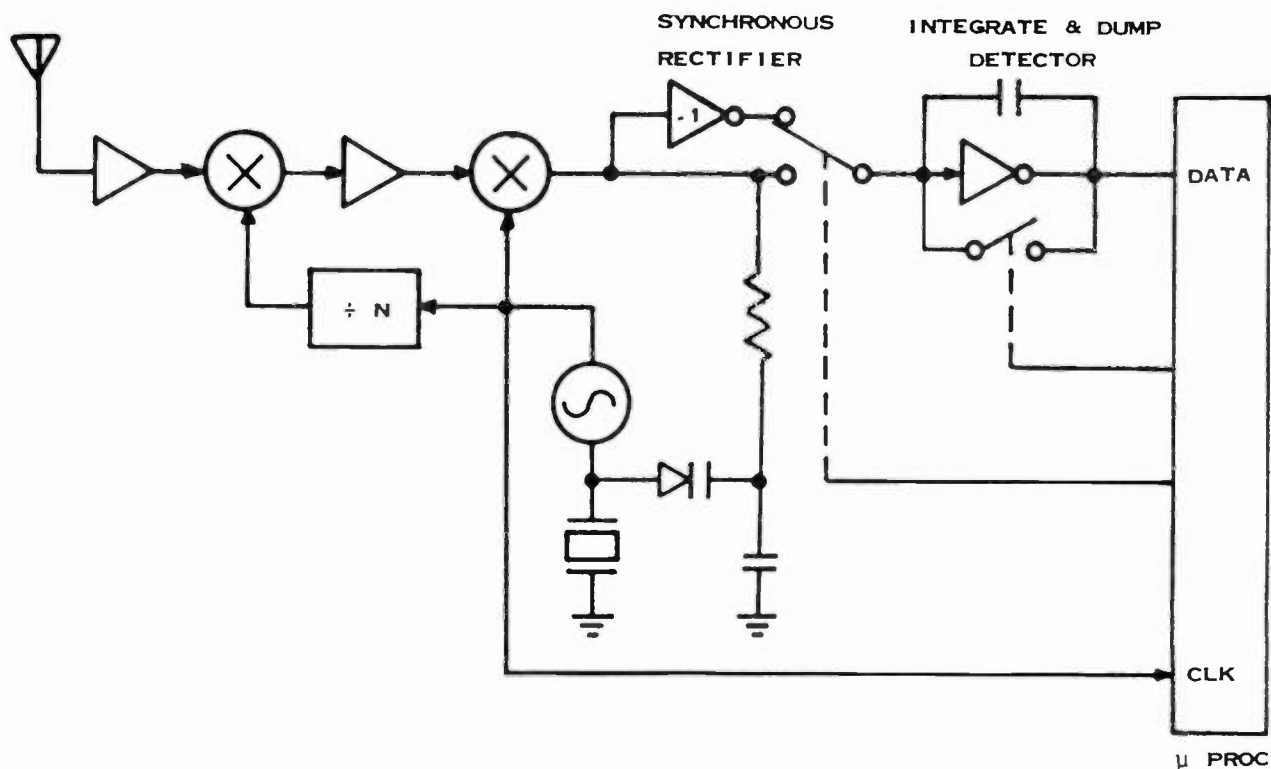 SYNCHRONOUS
RECTIFIER
INTEGRATE & DUMP
DETECTOR
-1
DATA
÷ N
CLK
μ PROC